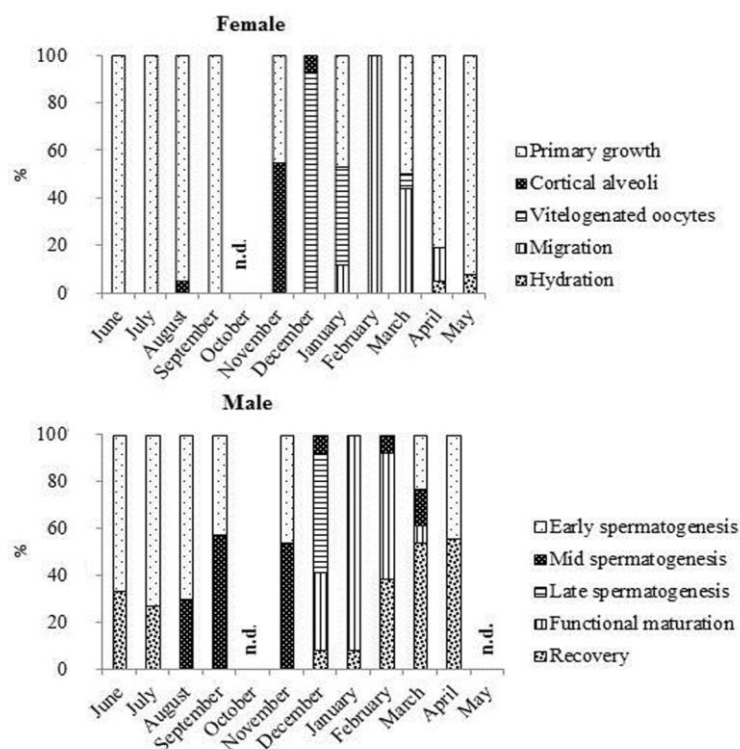 Female
100
80
60
40
20
0
%
n.d.
June
July
August
September
October
November
December
January
February
March
April
May
Primary growth
Cortical alveoli
Vitelogenated oocytes
Migration
Hydration
Male
100
80
60
40
20
0
%
n.d.
n.d.
June
July
August
September
October
November
December
January
February
March
April
May
Early spermatogenesis
Mid spermatogenesis
Late spermatogenesis
Functional maturation
Recovery